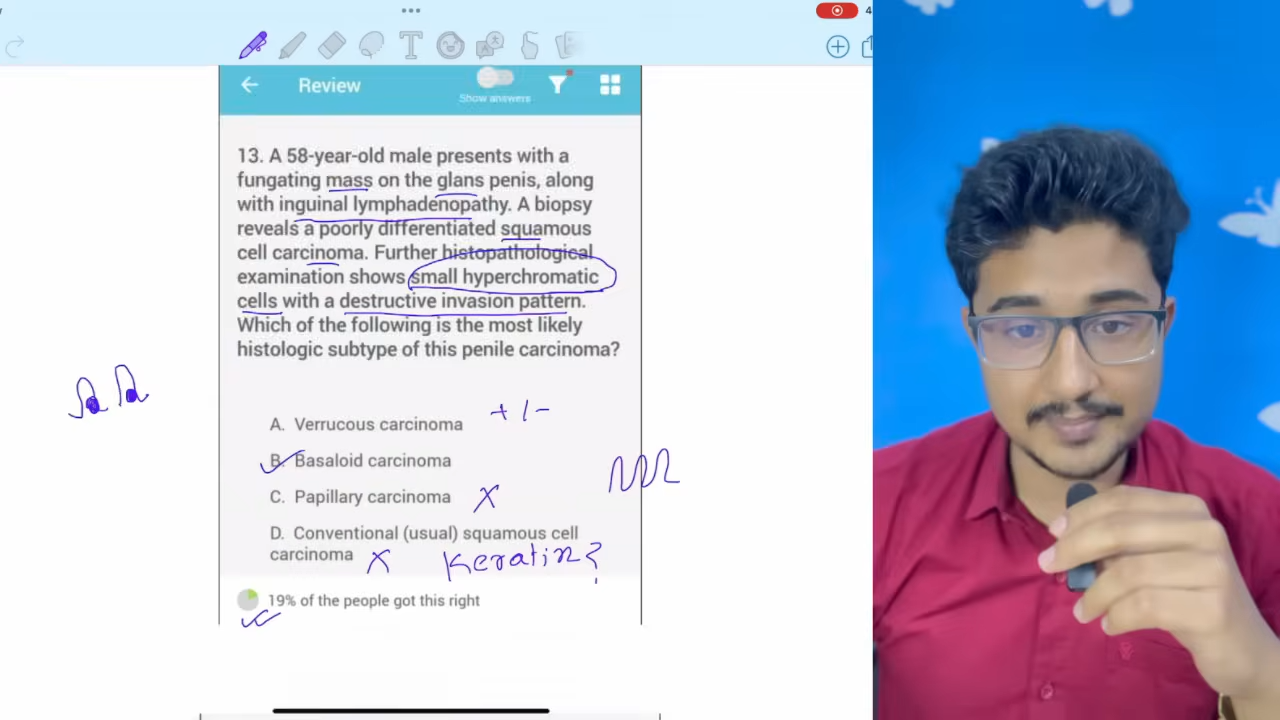 4
Review
Show answers
13. A 58-year-old male presents with a
fungating mass on the glans penis, along
with inguinal lymphadenopathy. A biopsy
reveals a poorly differentiated squamous
cell carcinoma. Further histopathological
examination shows small hyperchromatic
cells with a destructive invasion pattern.
Which of the following is the most likely
histologic subtype of this penile carcinoma?
A. Verrucous carcinoma + / -
B. Basaloid carcinoma
C. Papillary carcinoma X
D. Conventional (usual) squamous cell
carcinoma X Keratin?
19% of the people got this right